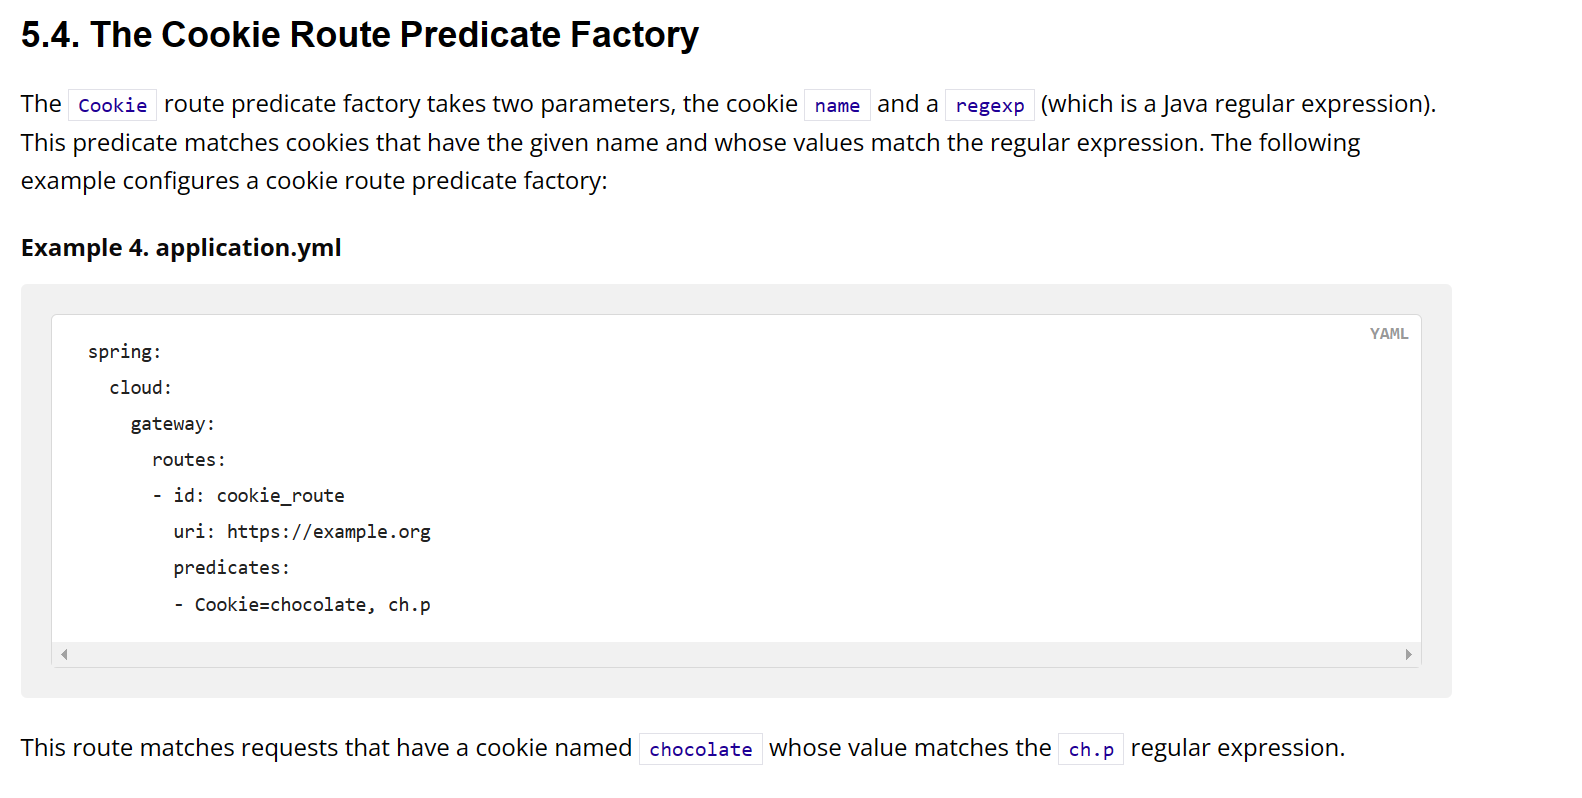 5.4. The Cookie Route Predicate Factory
The Cookie route predicate factory takes two parameters, the cookie name and a regexp (which is a Java regular expression).
This predicate matches cookies that have the given name and whose values match the regular expression. The following
example configures a cookie route predicate factory:
Example 4. application.yml
YAML
spring:
  cloud:
    gateway:
      routes:
      - id: cookie_route
        uri: https://example.org
        predicates:
        - Cookie=chocolate, ch.p
This route matches requests that have a cookie named chocolate whose value matches the ch.p regular expression.